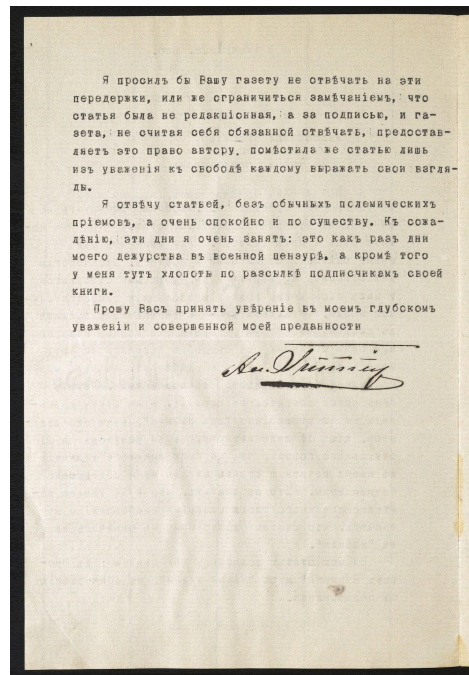 Я просилъ бы Вашу газету не отвѣчать на эти
передержки, или же ограничиться замѣчаніемъ, что
статья была не редакціонная, а за подписью, и га-
зета, не считая себя обязанной отвѣчать, предостав-
ляетъ это право автору, помѣстила же статью лишь
изъ уваженія къ свободѣ каждому выражать свои взгля-
ды.
Я отвѣчу статьей, безъ обычныхъ полемическихъ
пріемовъ, а очень спокойно и по существу. Къ сожа-
лѣнію, эти дни я очень занятъ: это какъ разъ дни
моего дежурства въ военной цензурѣ, а кромѣ того
у меня тутъ хлопоты по разсылкѣ подписчикамъ своей
книги.
Прошу Васъ принять увѣреніе въ моемъ глубокомъ
уваженіи и совершенной моей преданности